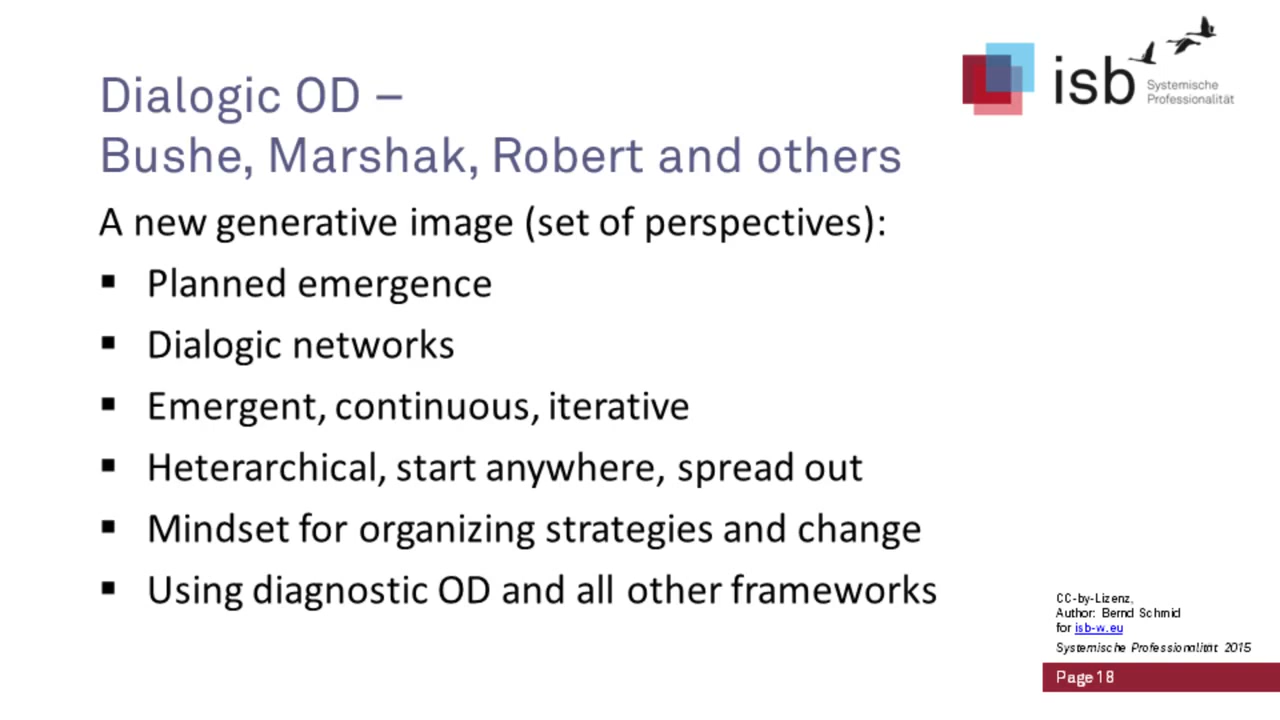 Dialogic OD –
Bushe, Marshak, Robert and others
isb Systemische
Professionalität
A new generative image (set of perspectives):
▪ Planned emergence
▪ Dialogic networks
▪ Emergent, continuous, iterative
▪ Heterarchical, start anywhere, spread out
▪ Mindset for organizing strategies and change
▪ Using diagnostic OD and all other frameworks
CC-by-Lizenz,
Author: Bernd Schmid
for isb-w.eu
Systemische Professionalität 2015
Page 18